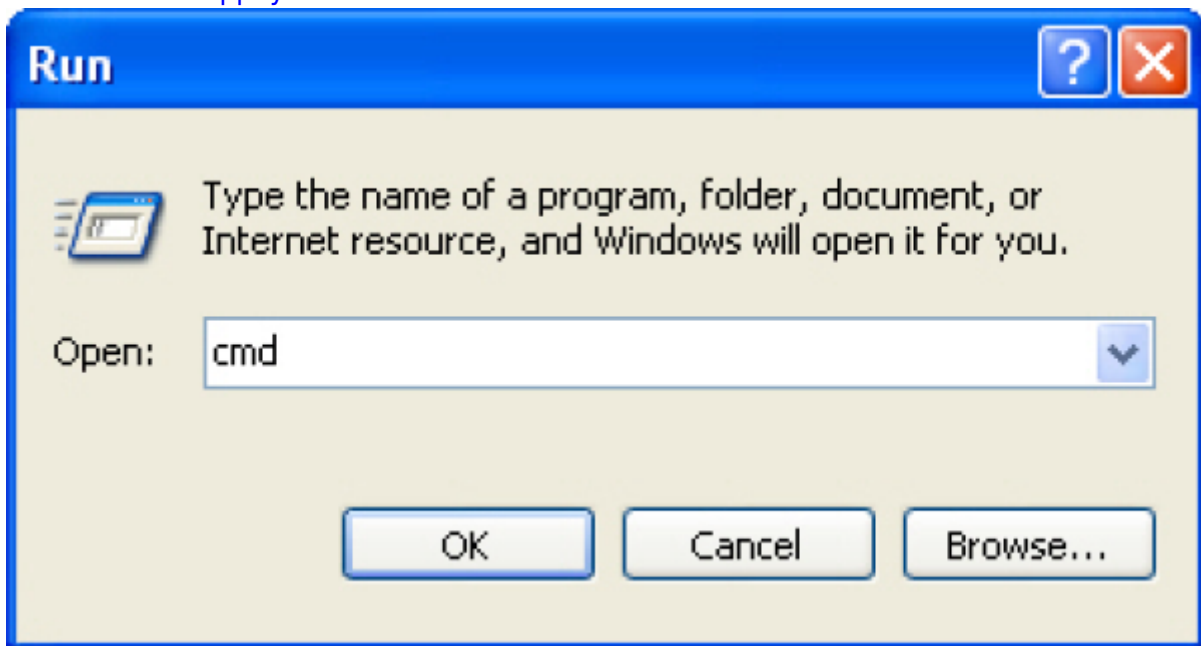 Run
Type the name of a program, folder, document, or
Internet resource, and Windows will open it for you.
Open: cmd
OK Cancel Browse...